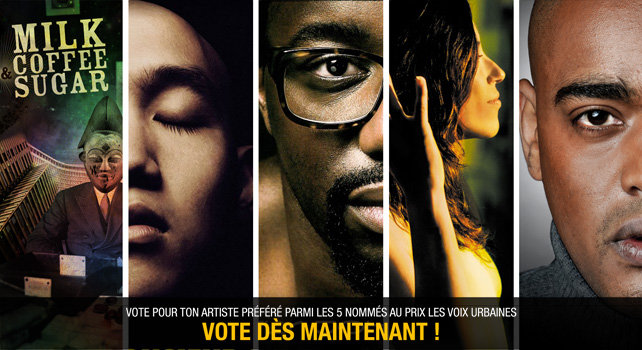 MILK
COFFEE
& SUGAR
VOTE POUR TON ARTISTE PRÉFÉRÉ PARMI LES 5 NOMMÉS AU PRIX LES VOIX URBAINES
VOTE DÈS MAINTENANT !